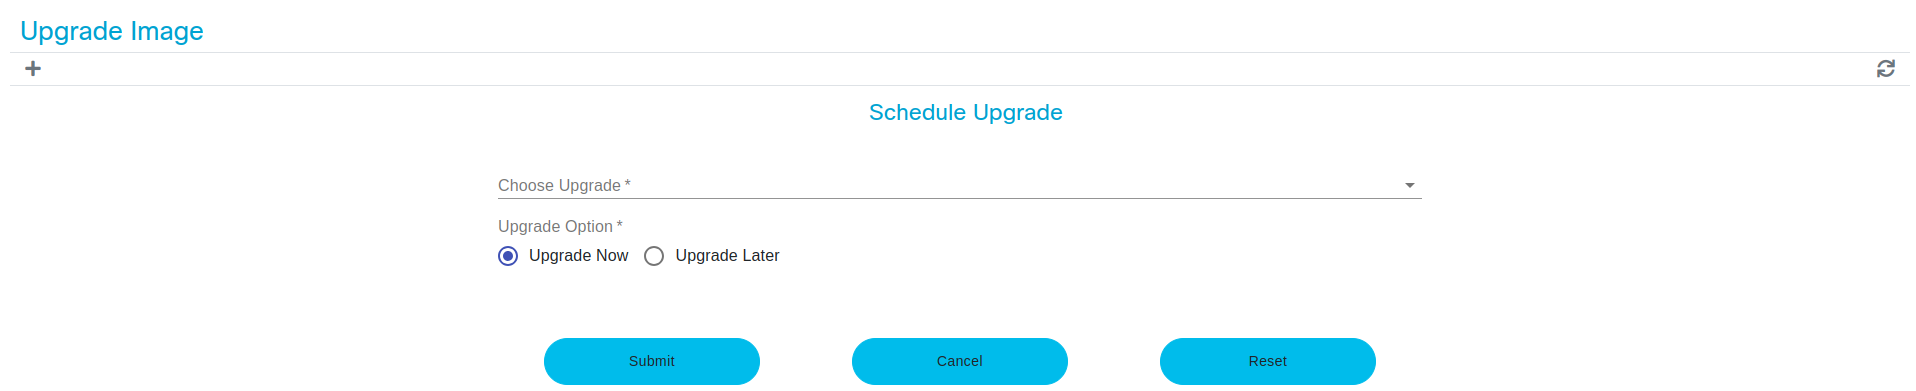 Upgrade Image
Schedule Upgrade
Choose Upgrade *
Upgrade Option *
Upgrade Now Upgrade Later
Submit Cancel Reset